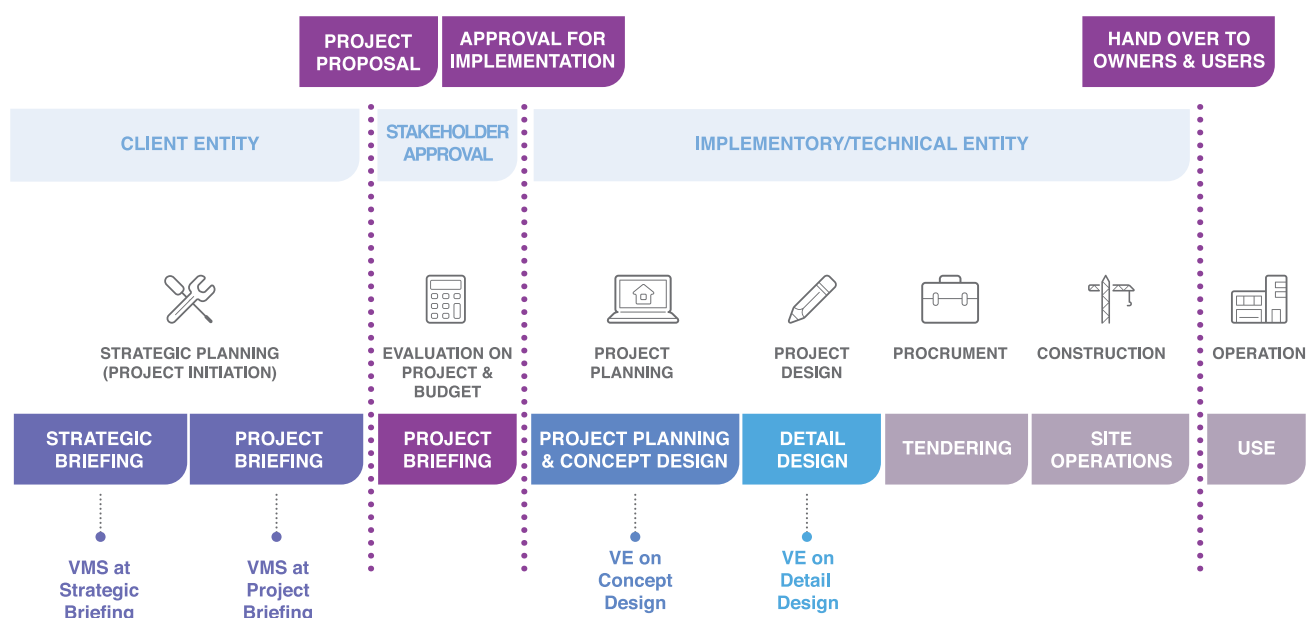 PROJECT
PROPOSAL
APPROVAL FOR
IMPLEMENTATION
HAND OVER TO
OWNERS & USERS
CLIENT ENTITY
STAKEHOLDER
APPROVAL
IMPLEMENTORY/TECHNICAL ENTITY
STRATEGIC PLANNING
(PROJECT INITIATION)
EVALUATION ON
PROJECT &
BUDGET
PROJECT
PLANNING
PROJECT
DESIGN
PROCRUMENT
CONSTRUCTION
OPERATION
STRATEGIC
BRIEFING
PROJECT
BRIEFING
PROJECT
BRIEFING
PROJECT PLANNING
& CONCEPT DESIGN
DETAIL
DESIGN
TENDERING
SITE
OPERATIONS
USE
VMS at
Strategic
Briefing
VMS at
Project
Briefing
VE on
Concept
Design
VE on
Detail
Design